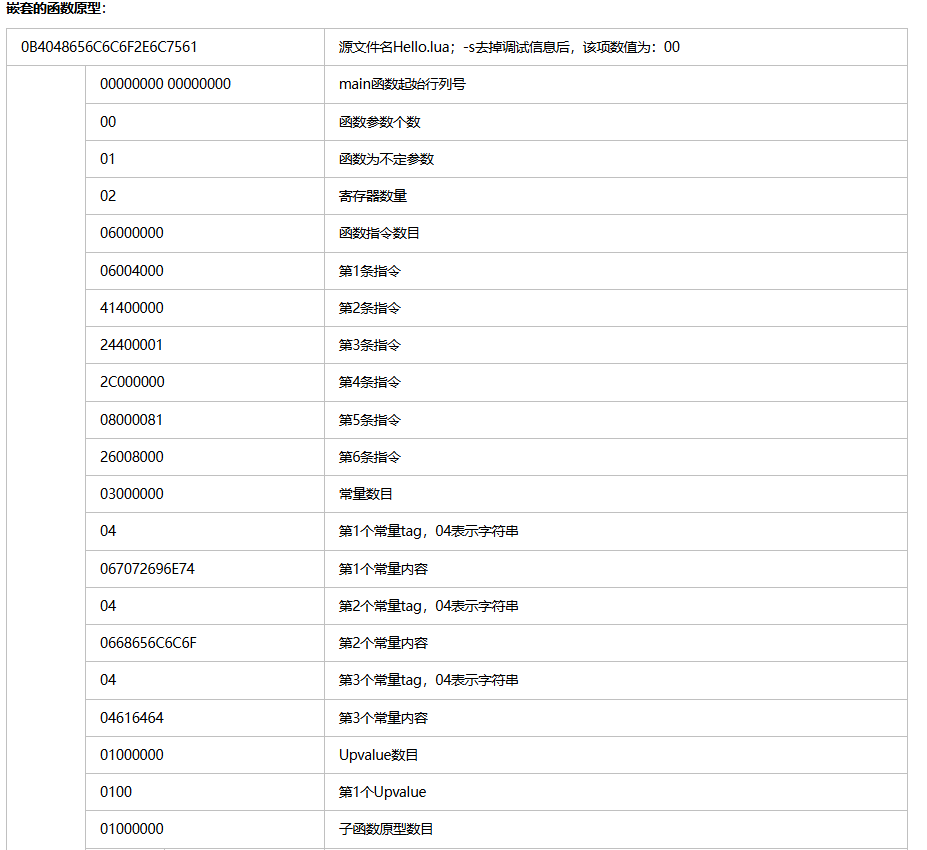 嵌套的函数原型：
0B4048656C6C6F2E6C7561 源文件名Hello.lua；-s去掉调试信息后，该项数值为：00
00000000 00000000 main函数起始行列号
00 函数参数个数
01 函数为不定参数
02 寄存器数量
06000000 函数指令数目
06004000 第1条指令
41400000 第2条指令
24400001 第3条指令
2C000000 第4条指令
08000081 第5条指令
26008000 第6条指令
03000000 常量数目
04 第1个常量tag，04表示字符串
067072696E74 第1个常量内容
04 第2个常量tag，04表示字符串
0668656C6C6F 第2个常量内容
04 第3个常量tag，04表示字符串
04616464 第3个常量内容
01000000 Upvalue数目
0100 第1个Upvalue
01000000 子函数原型数目